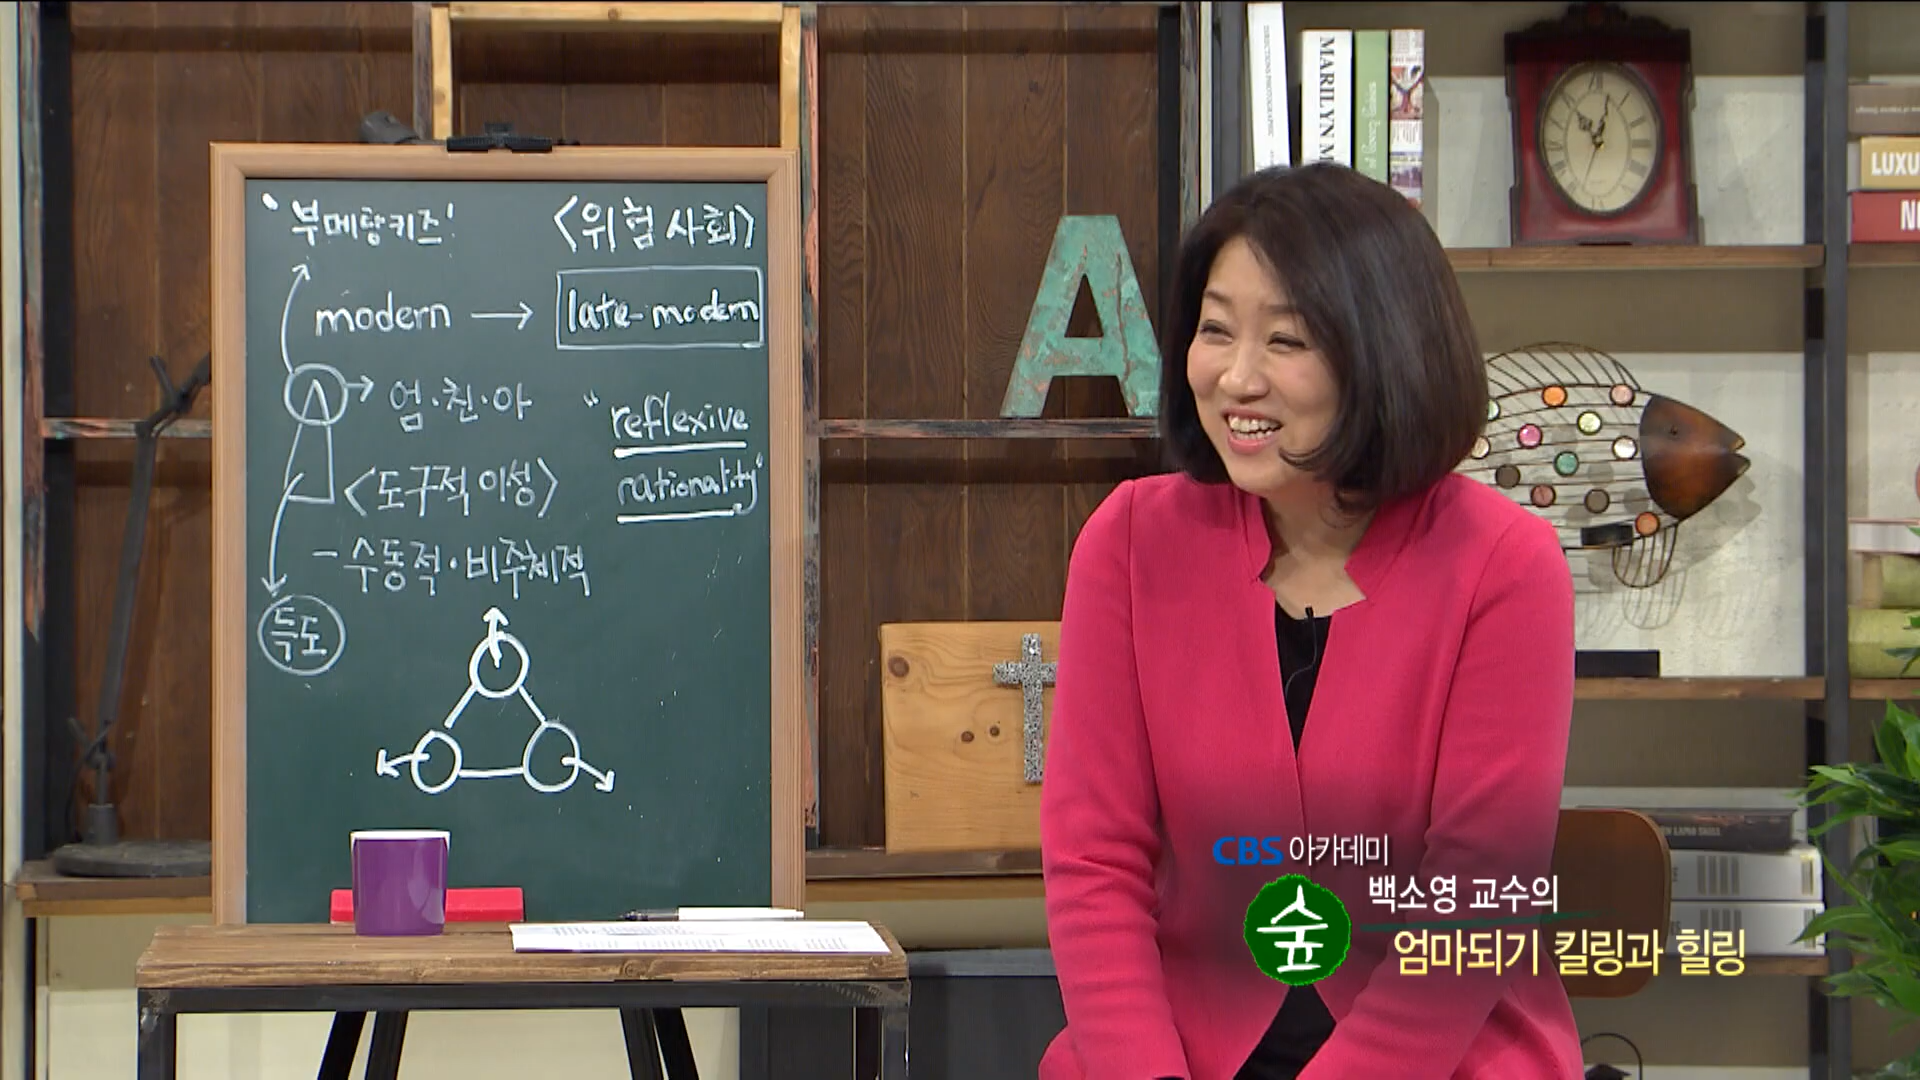 '부메랑키즈'
<위험사회>
modern → late-modern
엄·친·아
"reflexive
rationality"
<도구적 이성>
- 수동적·비주체적
득도
A
MARILYN M
LUXU
CBS 아카데미
숲
백소영 교수의
엄마되기 킬링과 힐링